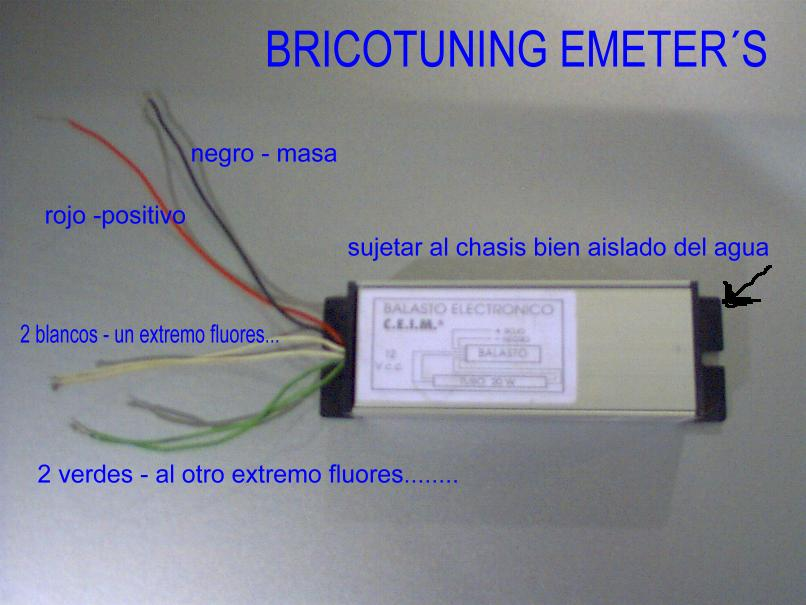 BRICOTUNING EMETER´S
negro - masa
rojo -positivo
sujetar al chasis bien aislado del agua
BALASTO ELECTRONICO
C.E.I.M.®
+ ROJO
- NEGRO
BALASTO
12
V c.c.
TUBO 20 W
2 blancos - un extremo fluores...
2 verdes - al otro extremo fluores........